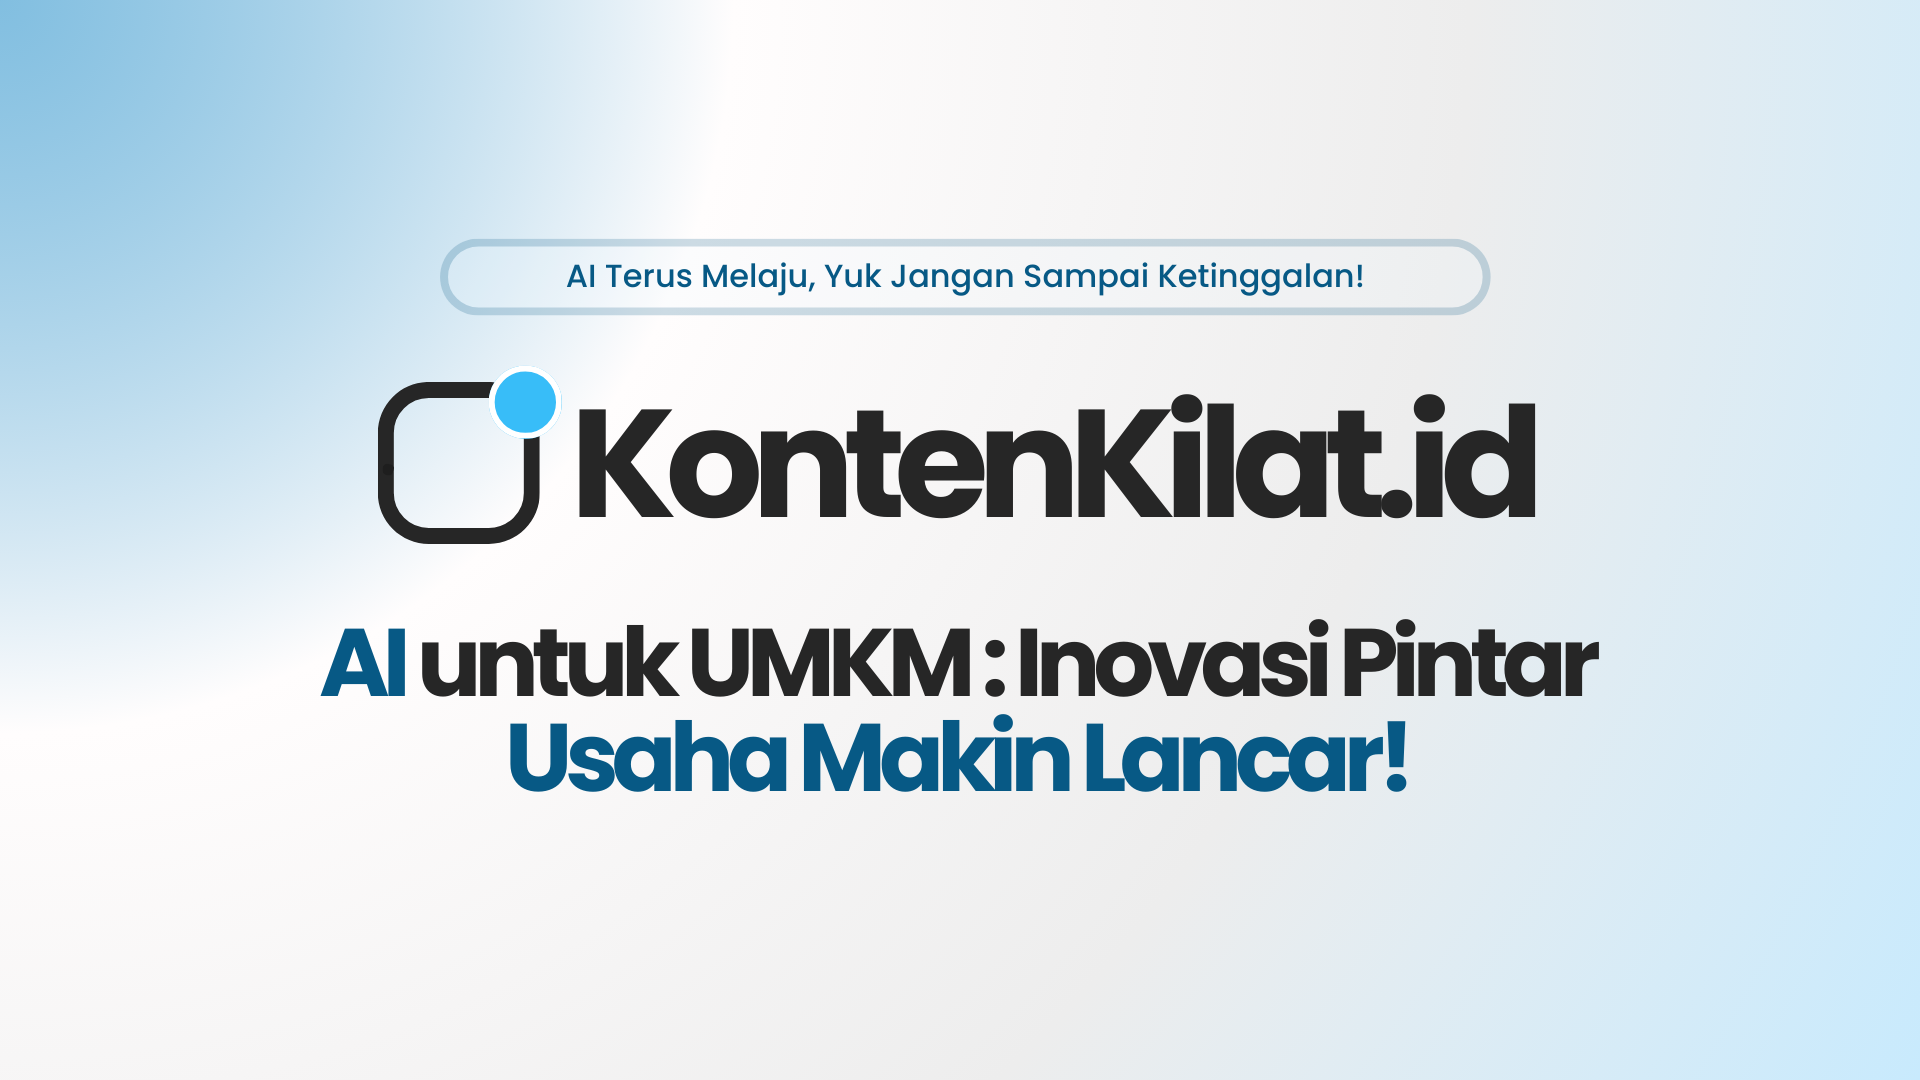 AI Terus Melaju, Yuk Jangan Sampai Ketinggalan!
KontenKilat.id
AI untuk UMKM : Inovasi Pintar
Usaha Makin Lancar!